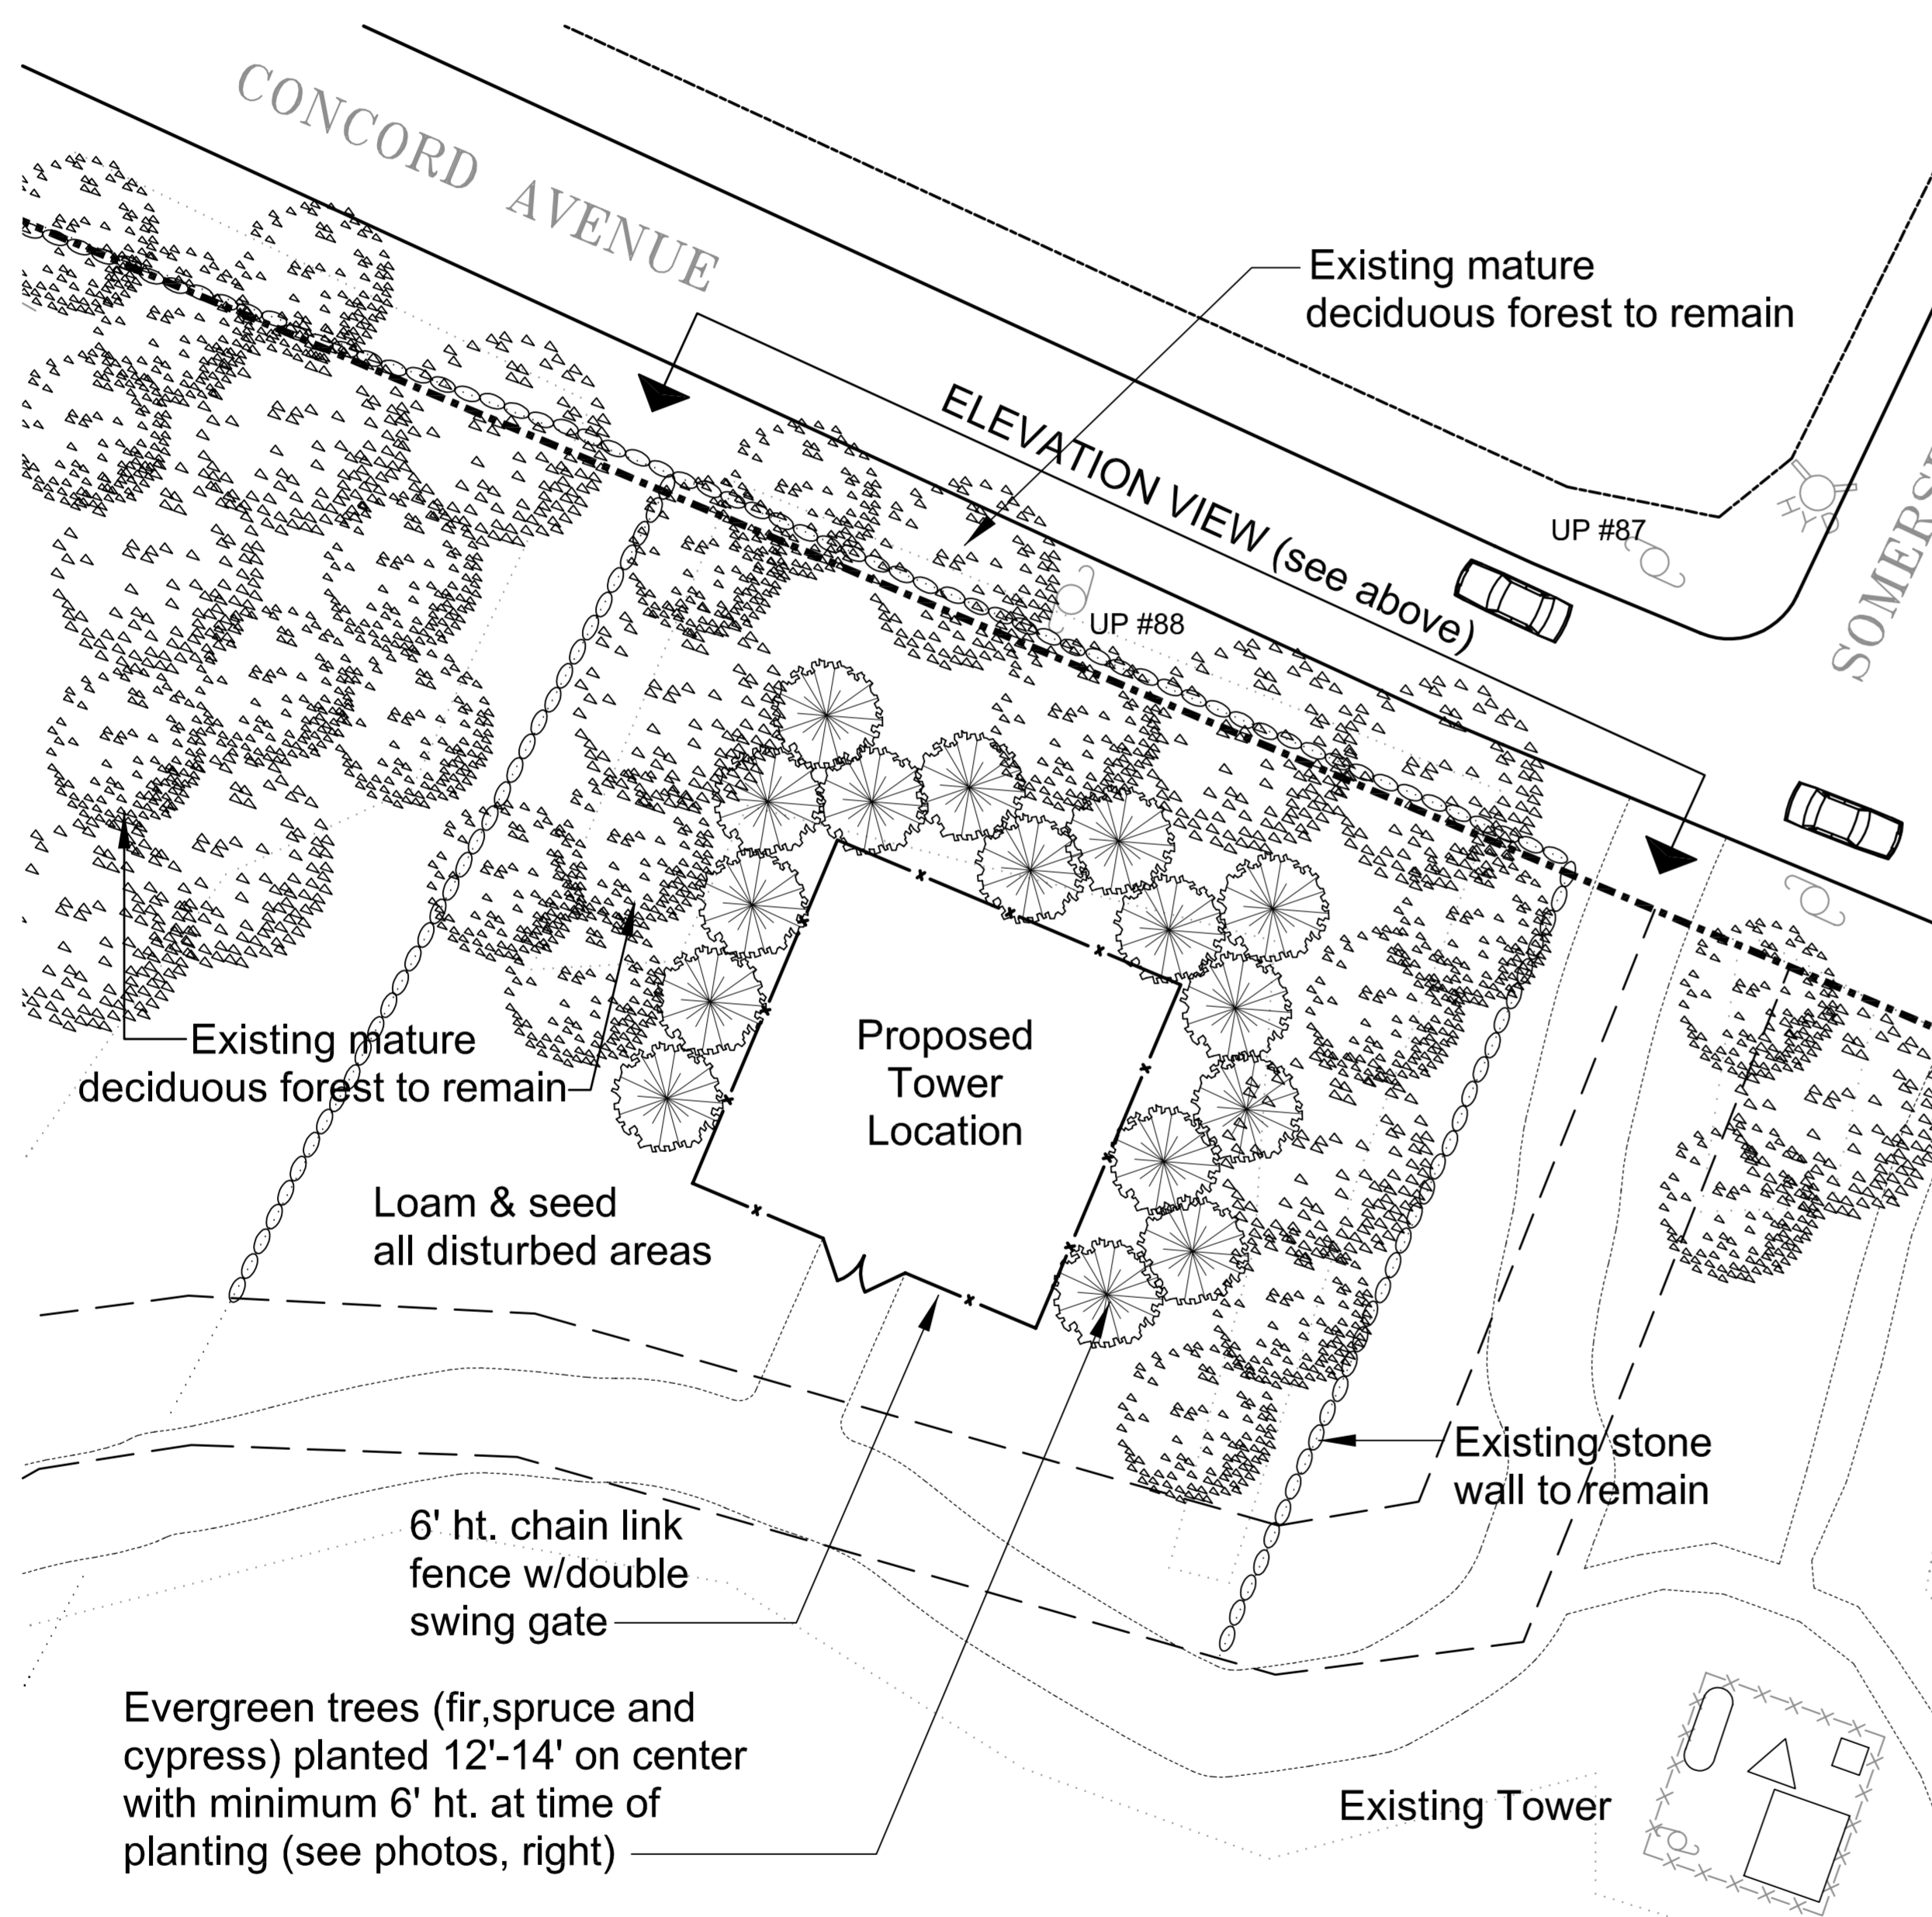 CONCORD AVENUE
Existing mature
deciduous forest to remain
ELEVATION VIEW (see above)
UP #87
HYD
UP #88
Proposed
Tower
Location
Existing mature
deciduous forest to remain
Loam & seed
all disturbed areas
Existing stone
wall to remain
6' ht. chain link
fence w/double
swing gate
Evergreen trees (fir,spruce and
cypress) planted 12'-14' on center
with minimum 6' ht. at time of
planting (see photos, right)
Existing Tower